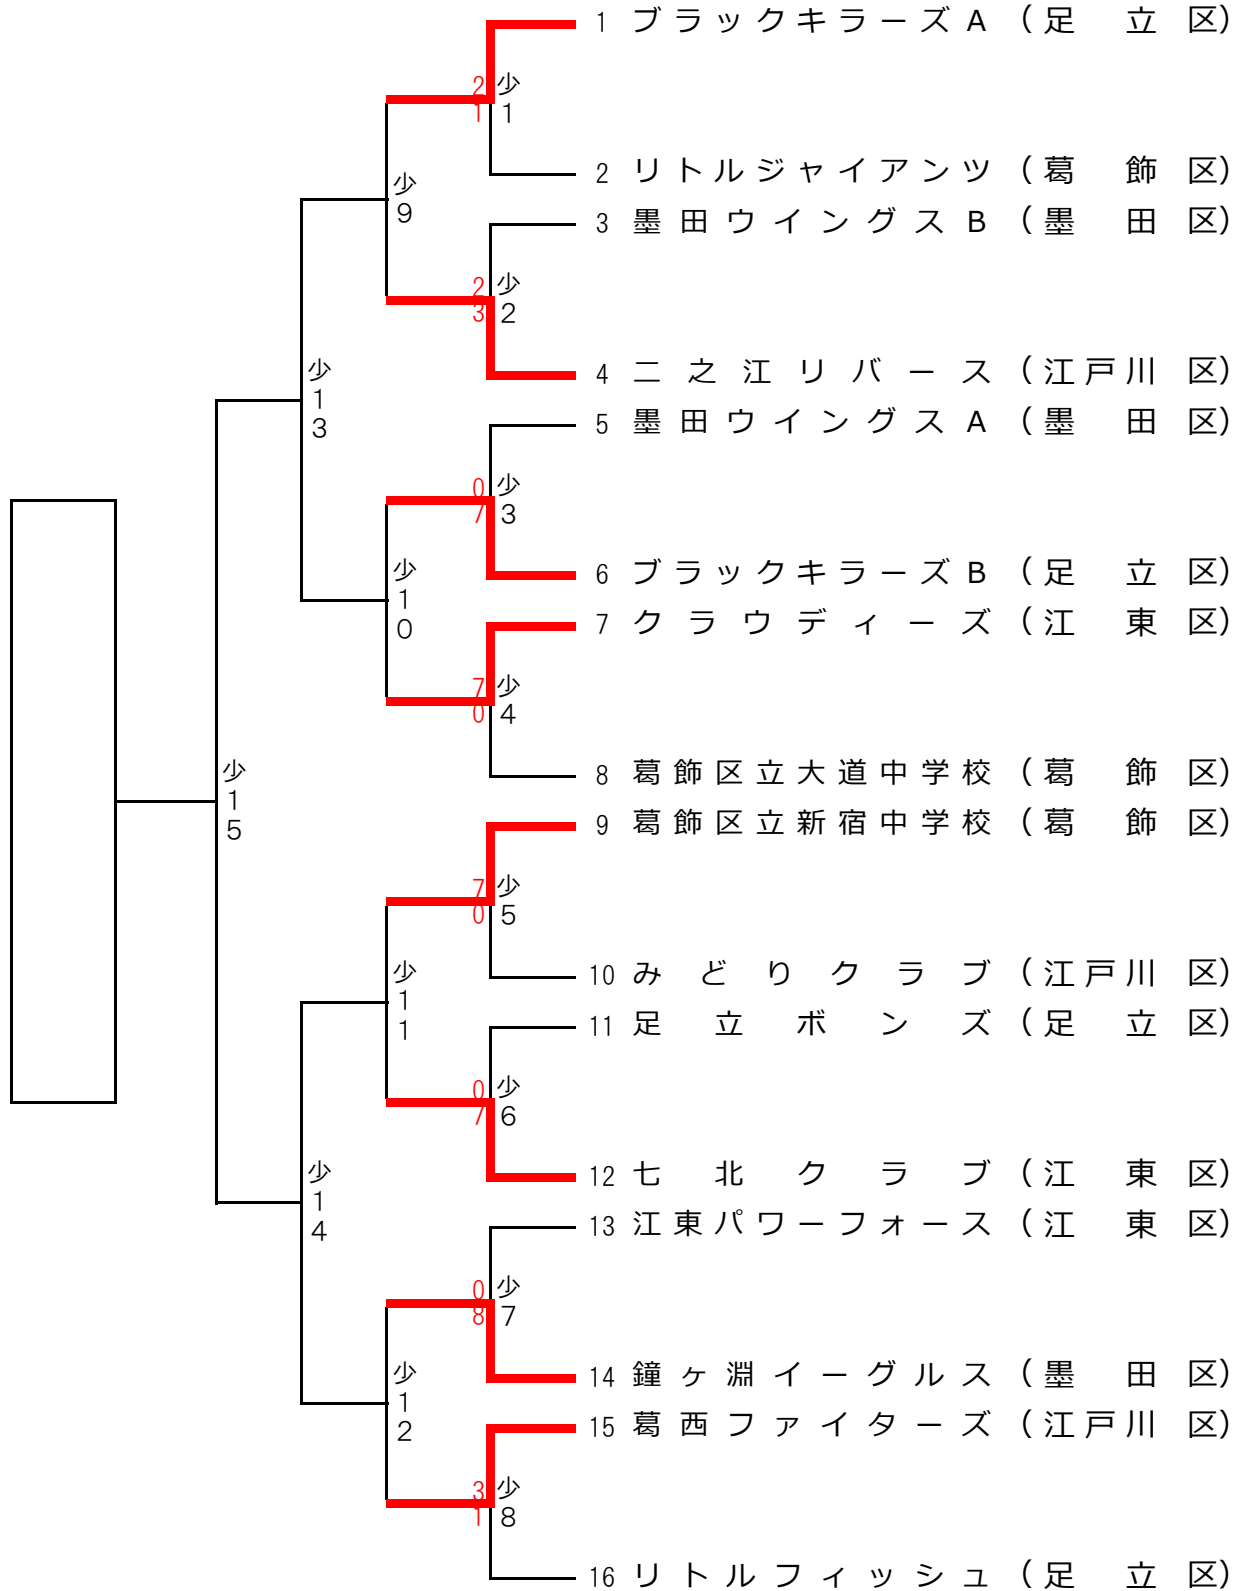 1 ブラックキラーズA (足立区)
2
1
少1
2 リトルジャイアンツ (葛飾区)
少9
3 墨田ウイングスB (墨田区)
2
3
少2
4 二之江リバース (江戸川区)
少13
5 墨田ウイングスA (墨田区)
0
7
少3
6 ブラックキラーズB (足立区)
少10
7 クラウディーズ (江東区)
7
0
少4
8 葛飾区立大道中学校 (葛飾区)
少15
9 葛飾区立新宿中学校 (葛飾区)
7
0
少5
10 みどりクラブ (江戸川区)
少11
11 足立ボンズ (足立区)
0
7
少6
12 七北クラブ (江東区)
少14
13 江東パワーフォース (江東区)
0
8
少7
14 鐘ヶ淵イーグルス (墨田区)
少12
15 葛西ファイターズ (江戸川区)
3
1
少8
16 リトルフィッシュ (足立区)